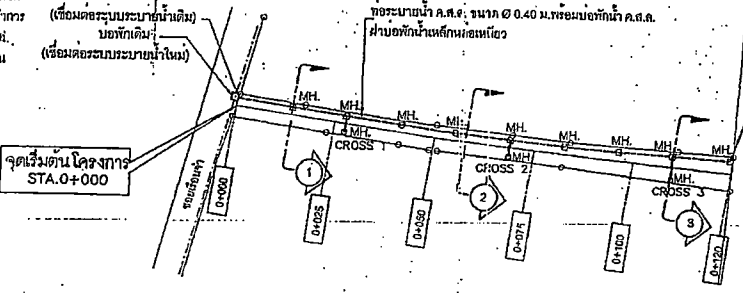 (เชื่อมต่อระบบระบายน้ำเดิม)
บ่อพักเดิม
(เชื่อมต่อระบบระบายน้ำใหม่)
ท่อระบายน้ำ ค.ส.ล. ขนาด Ø 0.40 ม.พร้อมบ่อพักน้ำ ค.ส.ล.
ฝาบ่อพักน้ำเหล็กหล่อเหนียว
จุดเริ่มต้นโครงการ
STA.0+000
MH.
MH.
MH.
MH.
MH.
MH.
MH.
MH.
MH.
MH.
CROSS 1
MH.
CROSS 2
MH.
CROSS 3
1
2
3
0+000
0+025
0+050
0+075
0+100
0+120